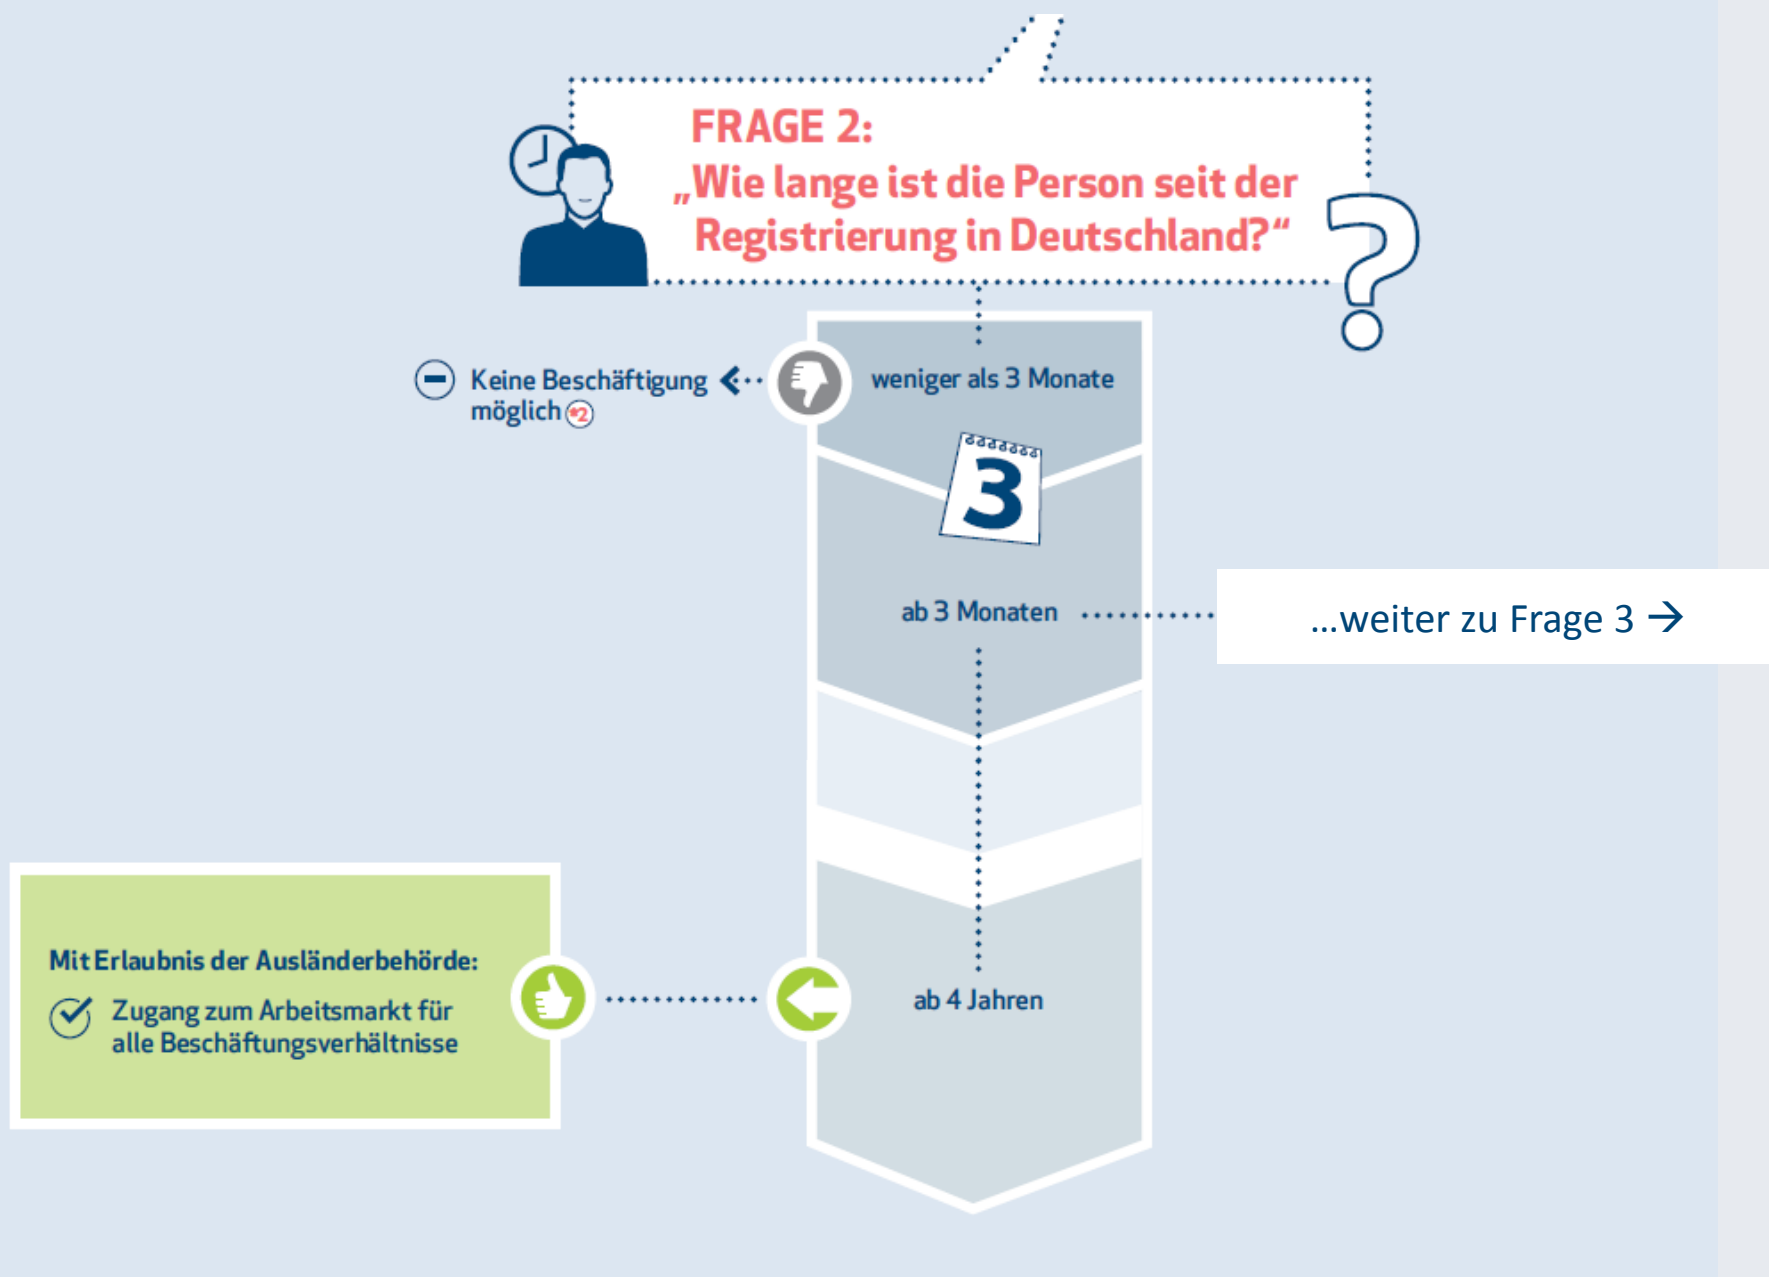 FRAGE 2:
„Wie lange ist die Person seit der
Registrierung in Deutschland?“
weniger als 3 Monate
Keine Beschäftigung
möglich *2
3
ab 3 Monaten
...weiter zu Frage 3 →
Mit Erlaubnis der Ausländerbehörde:
Zugang zum Arbeitsmarkt für
alle Beschäftungsverhältnisse
ab 4 Jahren